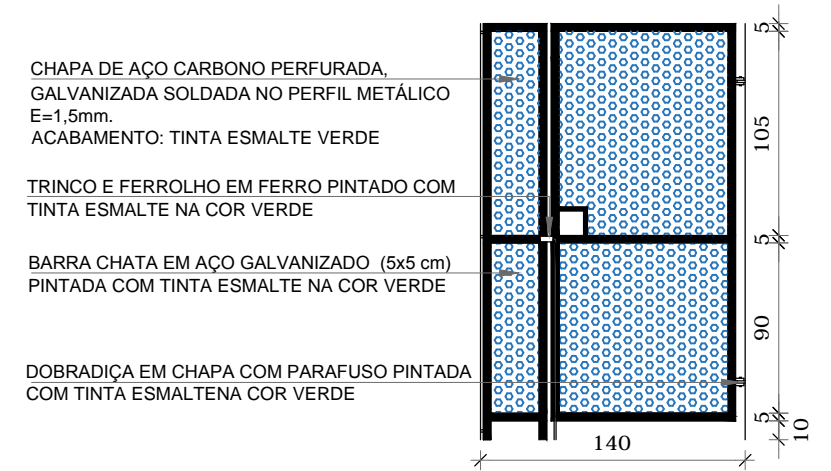 CHAPA DE AÇO CARBONO PERFURADA,
GALVANIZADA SOLDADA NO PERFIL METÁLICO
E=1,5mm.
ACABAMENTO: TINTA ESMALTE VERDE
TRINCO E FERROLHO EM FERRO PINTADO COM
TINTA ESMALTE NA COR VERDE
BARRA CHATA EM AÇO GALVANIZADO (5x5 cm)
PINTADA COM TINTA ESMALTE NA COR VERDE
DOBRADIÇA EM CHAPA COM PARAFUSO PINTADA
COM TINTA ESMALTENA COR VERDE
5
105
5
90
5
10
140